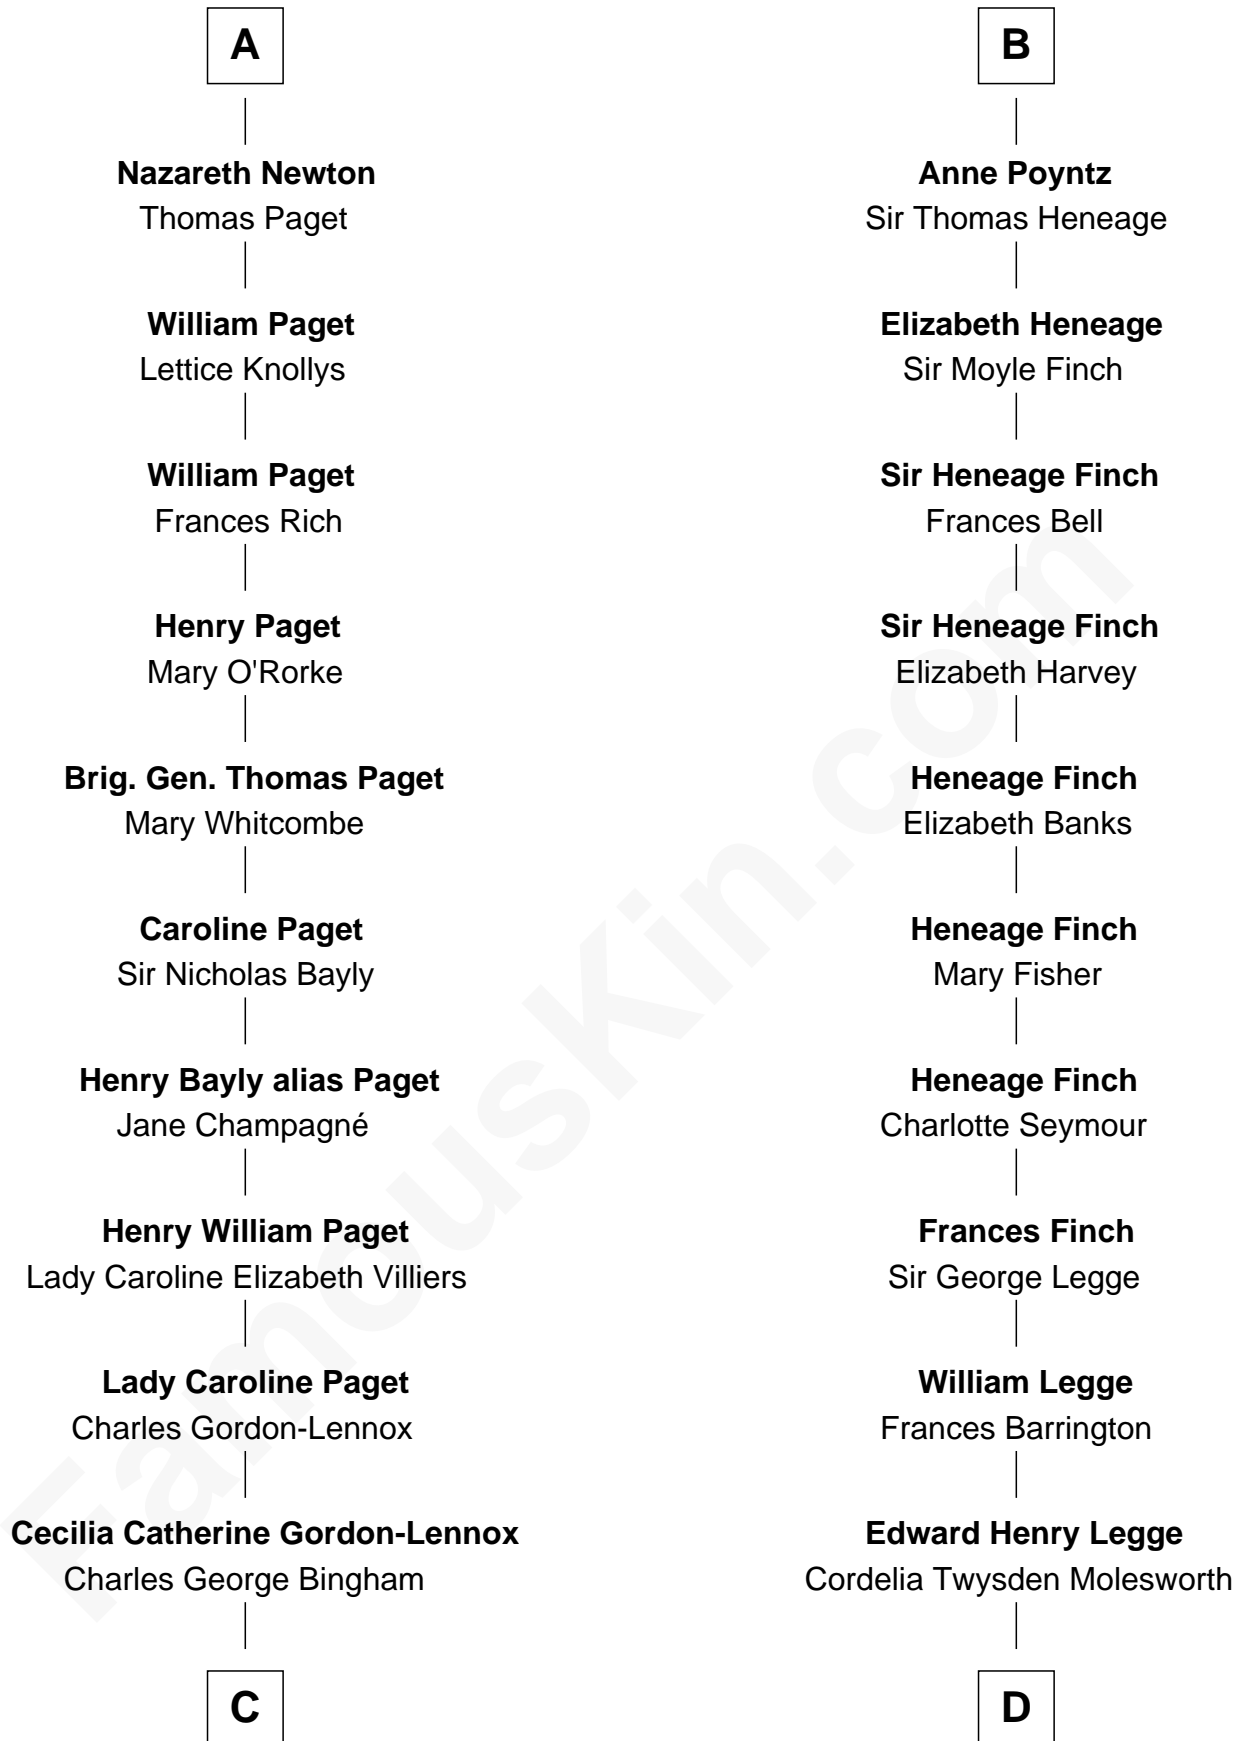 A
Nazareth Newton
Thomas Paget
William Paget
Lettice Knollys
William Paget
Frances Rich
Henry Paget
Mary O'Rorke
Brig. Gen. Thomas Paget
Mary Whitcombe
Caroline Paget
Sir Nicholas Bayly
Henry Bayly alias Paget
Jane Champagné
Henry William Paget
Lady Caroline Elizabeth Villiers
Lady Caroline Paget
Charles Gordon-Lennox
Cecilia Catherine Gordon-Lennox
Charles George Bingham
C
B
Anne Poyntz
Sir Thomas Heneage
Elizabeth Heneage
Sir Moyle Finch
Sir Heneage Finch
Frances Bell
Sir Heneage Finch
Elizabeth Harvey
Heneage Finch
Elizabeth Banks
Heneage Finch
Mary Fisher
Heneage Finch
Charlotte Seymour
Frances Finch
Sir George Legge
William Legge
Frances Barrington
Edward Henry Legge
Cordelia Twysden Molesworth
D
FamousKin.com